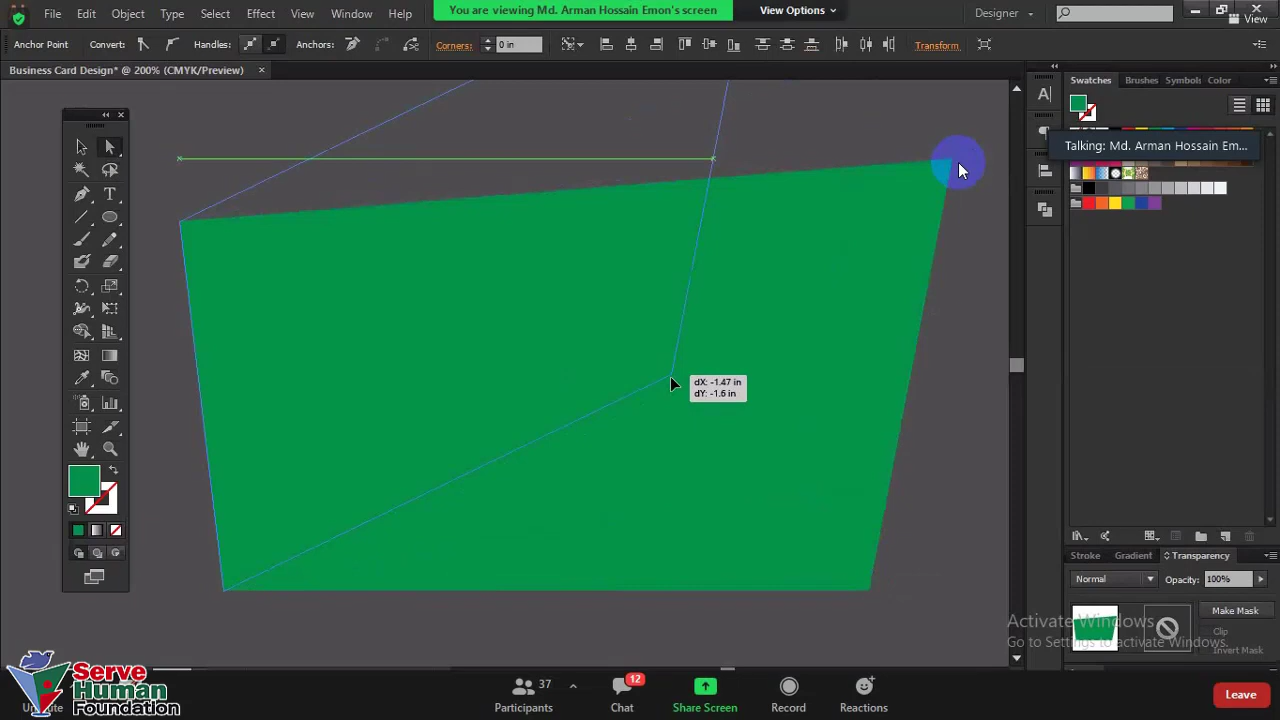 File Edit Object Type Select Effect View Window Help
You are viewing Md. Arman Hossain Emon's screen
View Options
Designer
View
Anchor Point Convert: Handles: Anchors: Corners: 0 in Transform
Business Card Design* @ 200% (CMYK/Preview)
Swatches Brushes Symbols Color
Talking: Md. Arman Hossain Em...
dX: -1.47 in
dY: -1.6 in
Stroke Gradient Transparency
Normal Opacity: 100%
Make Mask
Clip
Invert Mask
Activate Windows
Go to Settings to activate Windows.
Serve
Human
Foundation
37
12
Participants Chat Share Screen Record Reactions
Leave